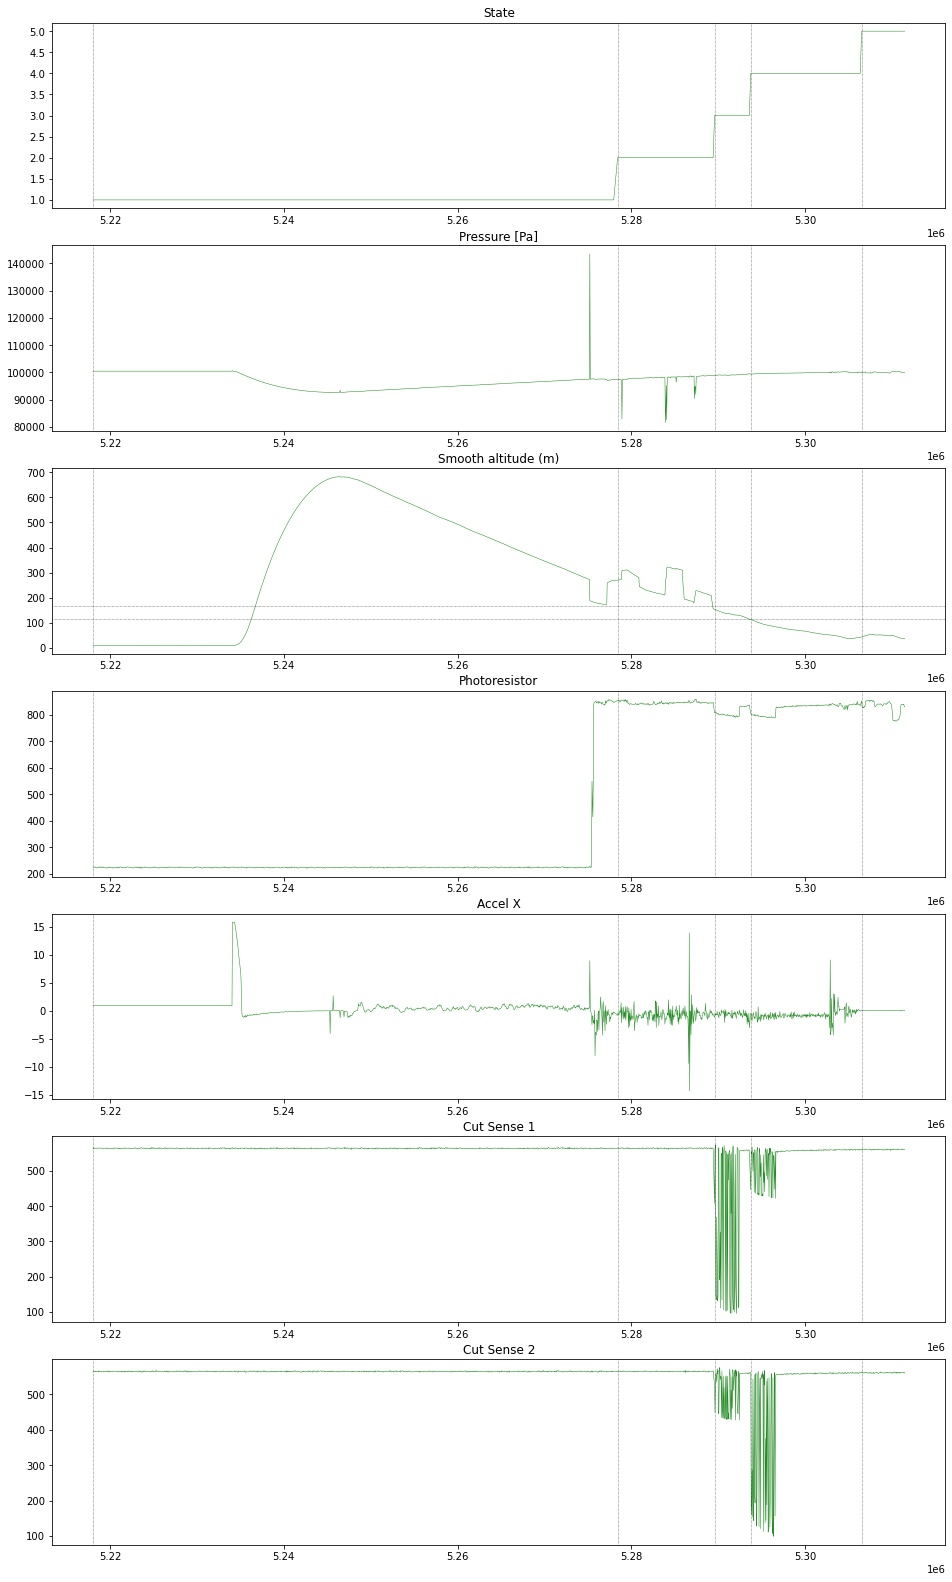 State
5.0
4.5
4.0
3.5
3.0
2.5
2.0
1.5
1.0
5.22 5.24 5.26 5.28 5.30
1e6
Pressure [Pa]
140000
130000
120000
110000
100000
90000
80000
5.22 5.24 5.26 5.28 5.30
1e6
Smooth altitude (m)
700
600
500
400
300
200
100
0
5.22 5.24 5.26 5.28 5.30
1e6
Photoresistor
800
700
600
500
400
300
200
5.22 5.24 5.26 5.28 5.30
1e6
Accel X
15
10
5
0
−5
−10
−15
5.22 5.24 5.26 5.28 5.30
1e6
Cut Sense 1
500
400
300
200
100
5.22 5.24 5.26 5.28 5.30
1e6
Cut Sense 2
500
400
300
200
100
5.22 5.24 5.26 5.28 5.30
1e6